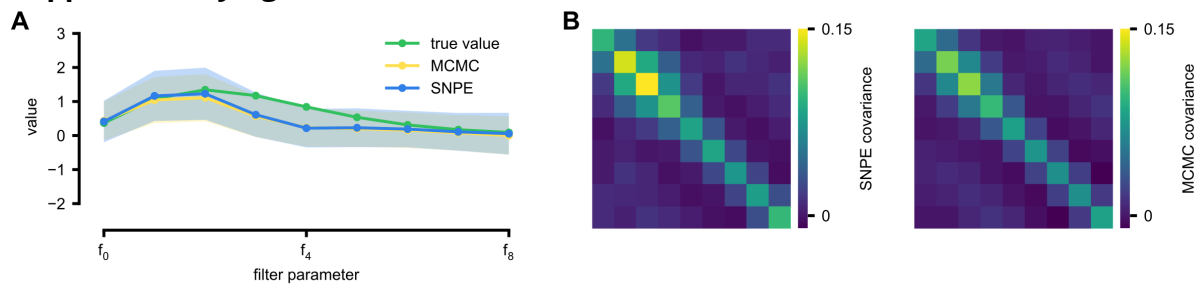 A
3
2
1
0
−1
−2
value
true value
MCMC
SNPE
f0
f4
f8
filter parameter
B
0.15
0
SNPE covariance
0.15
0
MCMC covariance